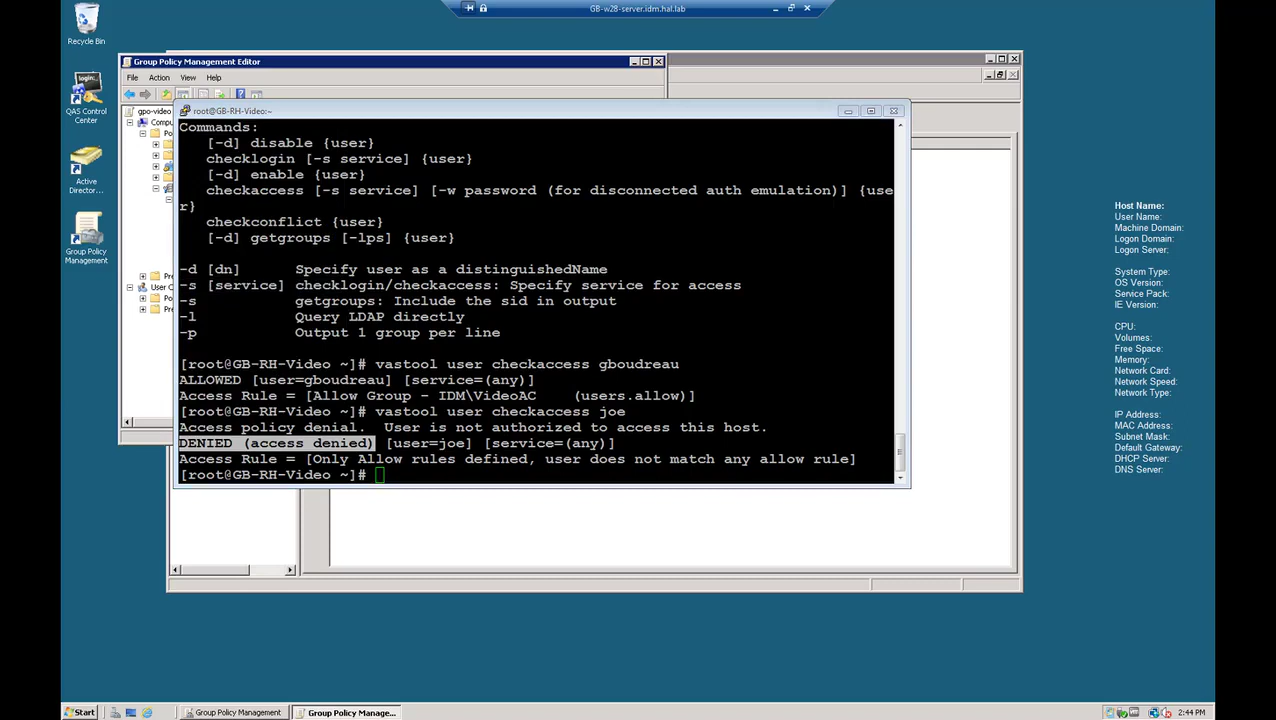 GB-w28-server.idm.hal.lab
Recycle Bin
QAS Control
Center
Active
Director...
Group Policy
Management
Group Policy Management Editor
File Action View Help
gpo-video
Compu
Po
Pre
User C
Po
Pre
root@GB-RH-Video:~
Commands:
[-d] disable {user}
checklogin [-s service] {user}
[-d] enable {user}
checkaccess [-s service] [-w password (for disconnected auth emulation)] {use
r}
checkconflict {user}
[-d] getgroups [-lps] {user}
-d [dn] Specify user as a distinguishedName
-s [service] checklogin/checkaccess: Specify service for access
-s getgroups: Include the sid in output
-l Query LDAP directly
-p Output 1 group per line
[root@GB-RH-Video ~]# vastool user checkaccess gboudreau
ALLOWED [user=gboudreau] [service=(any)]
Access Rule = [Allow Group - IDM\VideoAC (users.allow)]
[root@GB-RH-Video ~]# vastool user checkaccess joe
Access policy denial. User is not authorized to access this host.
DENIED (access denied) [user=joe] [service=(any)]
Access Rule = [Only Allow rules defined, user does not match any allow rule]
[root@GB-RH-Video ~]#
Host Name:
User Name:
Machine Domain:
Logon Domain:
Logon Server:
System Type:
OS Version:
Service Pack:
IE Version:
CPU:
Volumes:
Free Space:
Memory:
Network Card:
Network Speed:
Network Type:
IP Address:
Subnet Mask:
Default Gateway:
DHCP Server:
DNS Server:
Start
Group Policy Management
Group Policy Manage...
2:44 PM